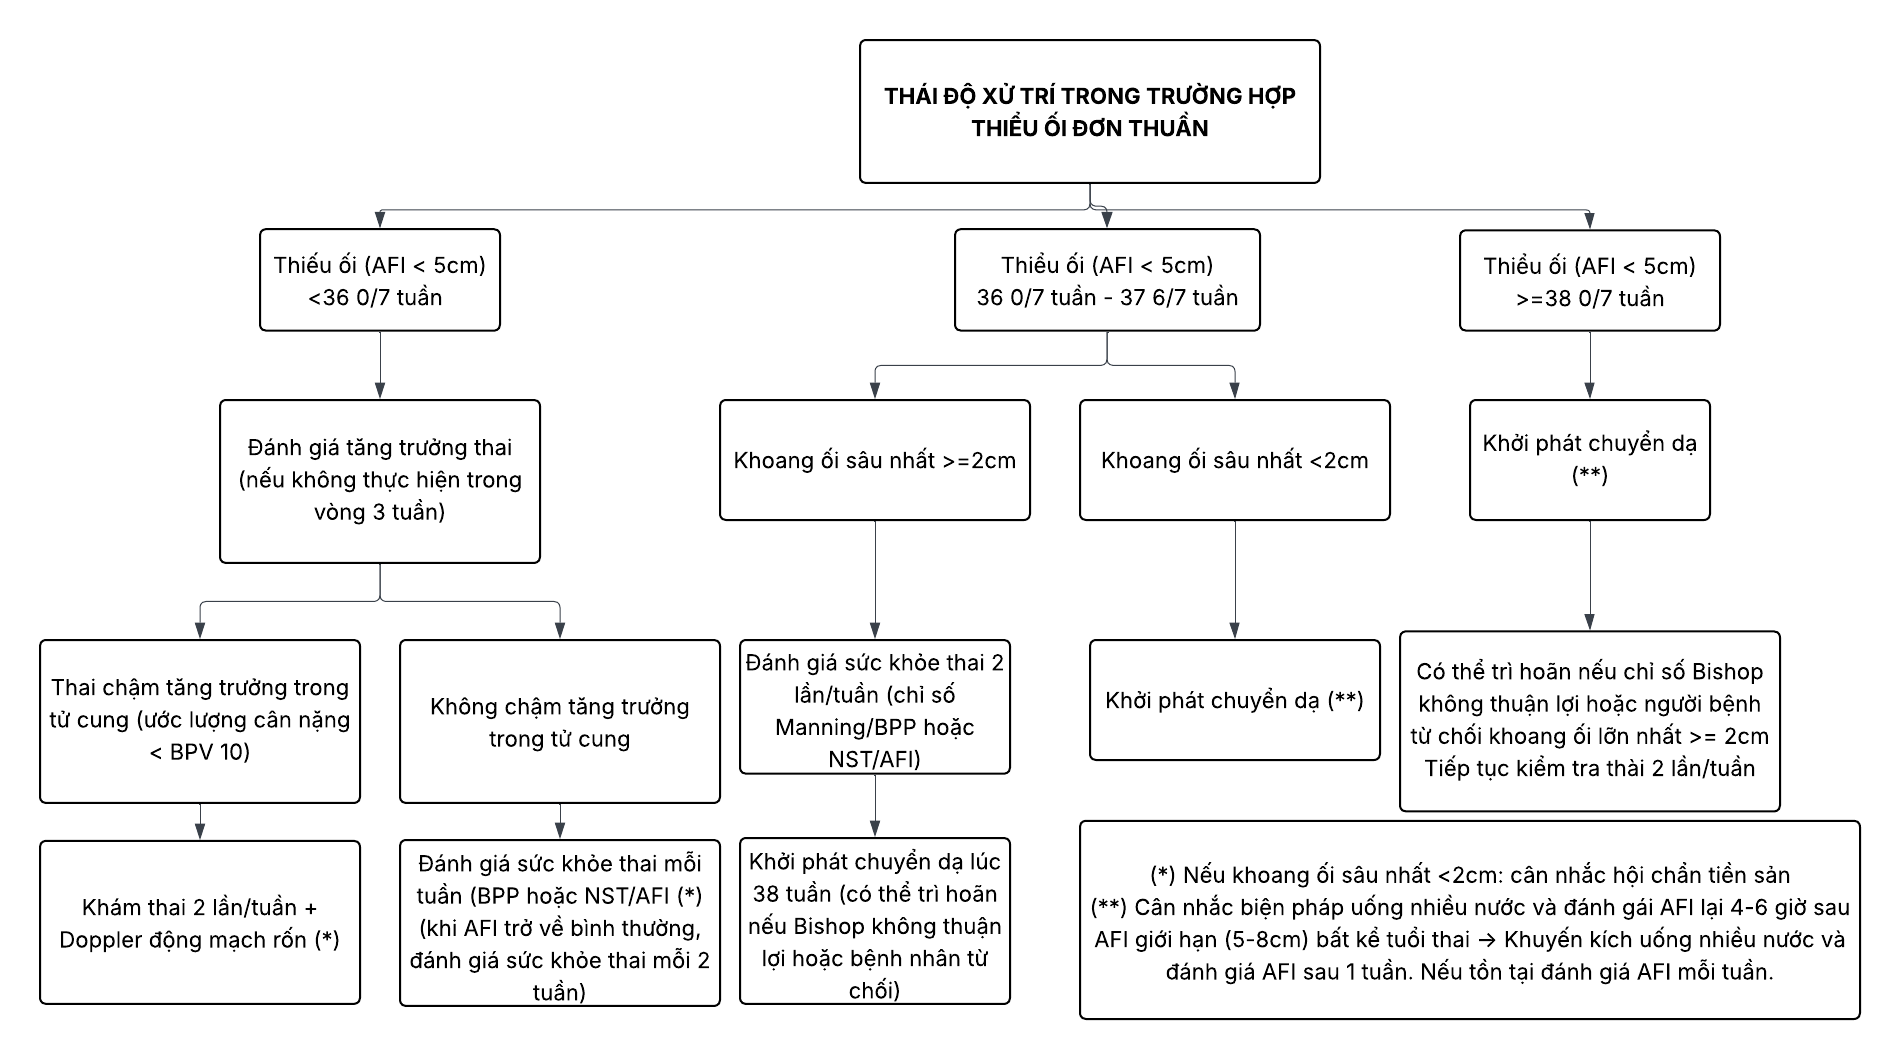 THÁI ĐỘ XỬ TRÍ TRONG TRƯỜNG HỢP
THIỂU ỐI ĐƠN THUẦN
Thiếu ối (AFI < 5cm)
<36 0/7 tuần
Thiểu ối (AFI < 5cm)
36 0/7 tuần - 37 6/7 tuần
Thiểu ối (AFI < 5cm)
>=38 0/7 tuần
Đánh giá tăng trưởng thai
(nếu không thực hiện trong
vòng 3 tuần)
Khoang ối sâu nhất >=2cm
Khoang ối sâu nhất <2cm
Khởi phát chuyển dạ
(**)
Thai chậm tăng trưởng trong
tử cung (ước lượng cân nặng
< BPV 10)
Không chậm tăng trưởng
trong tử cung
Đánh giá sức khỏe thai 2
lần/tuần (chỉ số
Manning/BPP hoặc
NST/AFI)
Khởi phát chuyển dạ (**)
Có thể trì hoãn nếu chỉ số Bishop
không thuận lợi hoặc người bệnh
từ chối khoang ối lỡn nhất >= 2cm
Tiếp tục kiểm tra thài 2 lần/tuần
Khám thai 2 lần/tuần +
Doppler động mạch rốn (*)
Đánh giá sức khỏe thai mỗi
tuần (BPP hoặc NST/AFI (*)
(khi AFI trở về bình thường,
đánh giá sức khỏe thai mỗi 2
tuần)
Khởi phát chuyển dạ lúc
38 tuần (có thể trì hoãn
nếu Bishop không thuận
lợi hoặc bệnh nhân từ
chối)
(*) Nếu khoang ối sâu nhất <2cm: cân nhắc hội chẩn tiền sản
(**) Cân nhắc biện pháp uống nhiều nước và đánh gái AFI lại 4-6 giờ sau
AFI giới hạn (5-8cm) bất kể tuổi thai → Khuyến kích uống nhiều nước và
đánh giá AFI sau 1 tuần. Nếu tồn tại đánh giá AFI mỗi tuần.